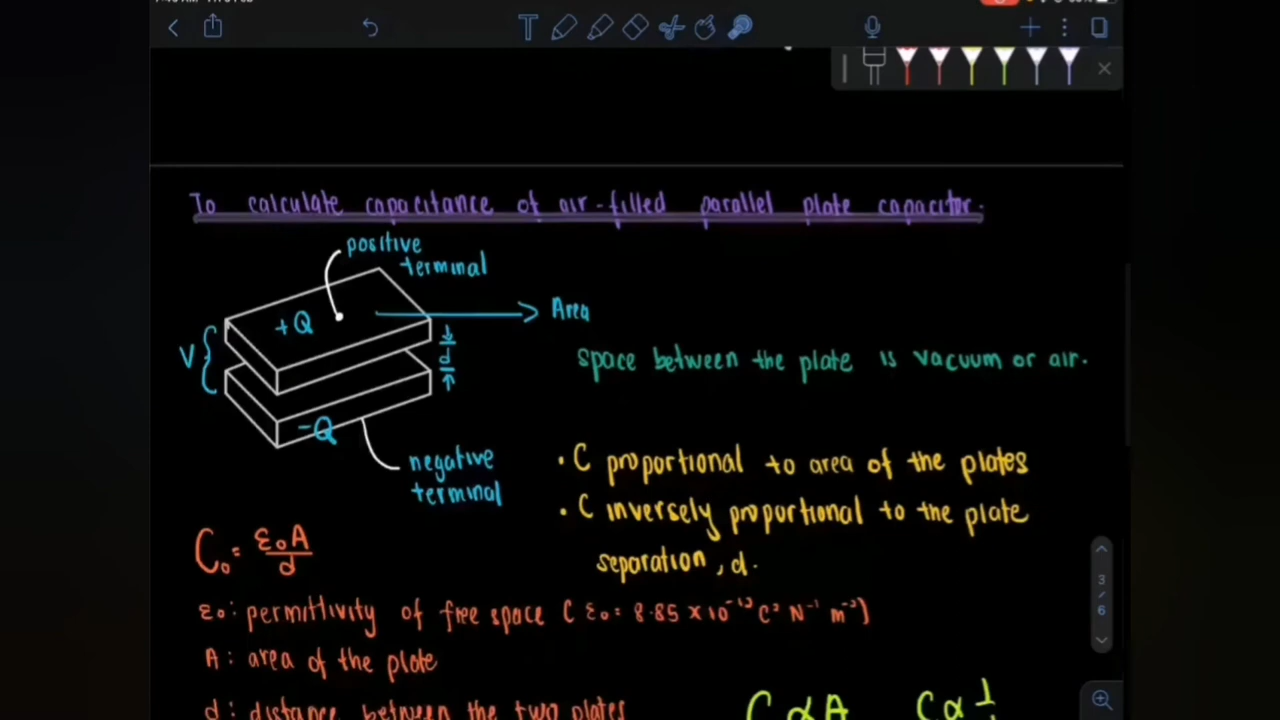 To calculate capacitance of air-filled parallel plate capacitor.
positive
terminal
+Q
Area
V
d
space between the plate is vacuum or air.
-Q
negative
terminal
• C proportional to area of the plates
• C inversely proportional to the plate
separation, d.
C₀ = ε₀A/d
ε₀: permittivity of free space ( ε₀ = 8.85 × 10⁻¹² C² N⁻¹ m⁻²)
A: area of the plate
d: distance between the two plates
C ∝ A C ∝ 1
3
/
6